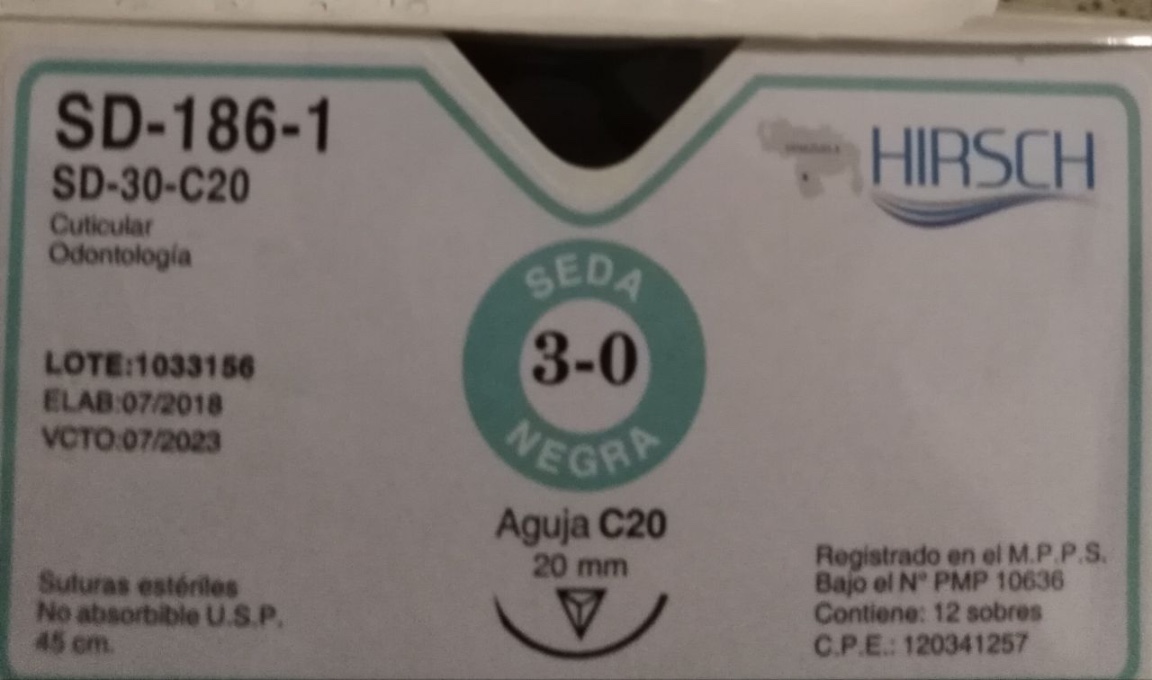 SD-186-1
SD-30-C20
Cuticular
Odontología
LOTE:1033156
ELAB:07/2018
VCTO:07/2023
Suturas estériles
No absorbible U.S.P.
45 cm.
SEDA
3-0
NEGRA
Aguja C20
20 mm
HIRSCH
Registrado en el M.P.P.S.
Bajo el Nº PMP 10636
Contiene: 12 sobres
C.P.E.: 120341257